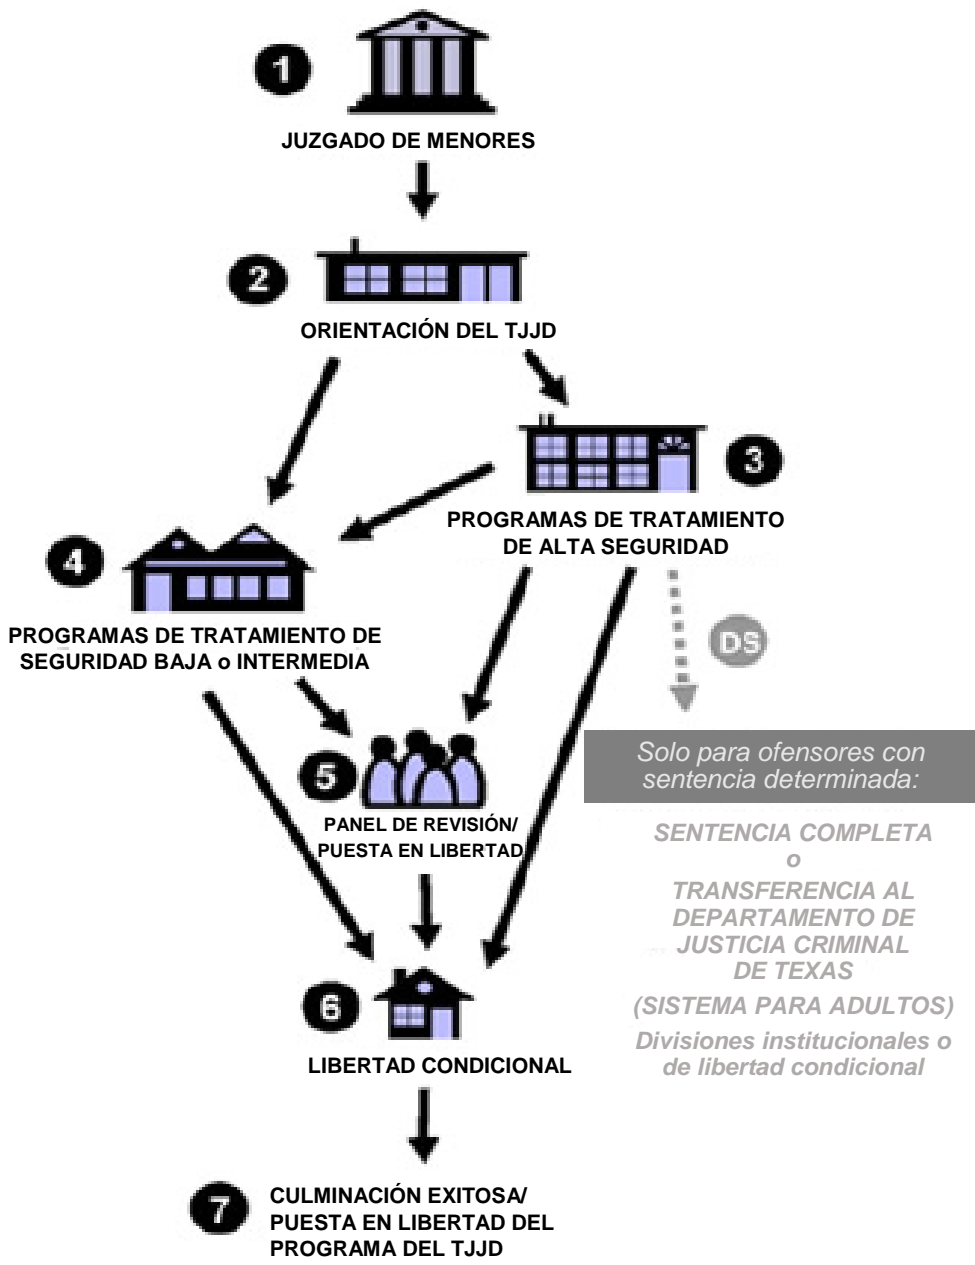 1
JUZGADO DE MENORES
2
ORIENTACIÓN DEL TJJD
3
PROGRAMAS DE TRATAMIENTO
DE ALTA SEGURIDAD
4
PROGRAMAS DE TRATAMIENTO DE
SEGURIDAD BAJA o INTERMEDIA
DS
5
PANEL DE REVISIÓN/
PUESTA EN LIBERTAD
Solo para ofensores con
sentencia determinada:
SENTENCIA COMPLETA
o
TRANSFERENCIA AL
DEPARTAMENTO DE
JUSTICIA CRIMINAL
DE TEXAS
(SISTEMA PARA ADULTOS)
Divisiones institucionales o
de libertad condicional
6
LIBERTAD CONDICIONAL
7
CULMINACIÓN EXITOSA/
PUESTA EN LIBERTAD DEL
PROGRAMA DEL TJJD